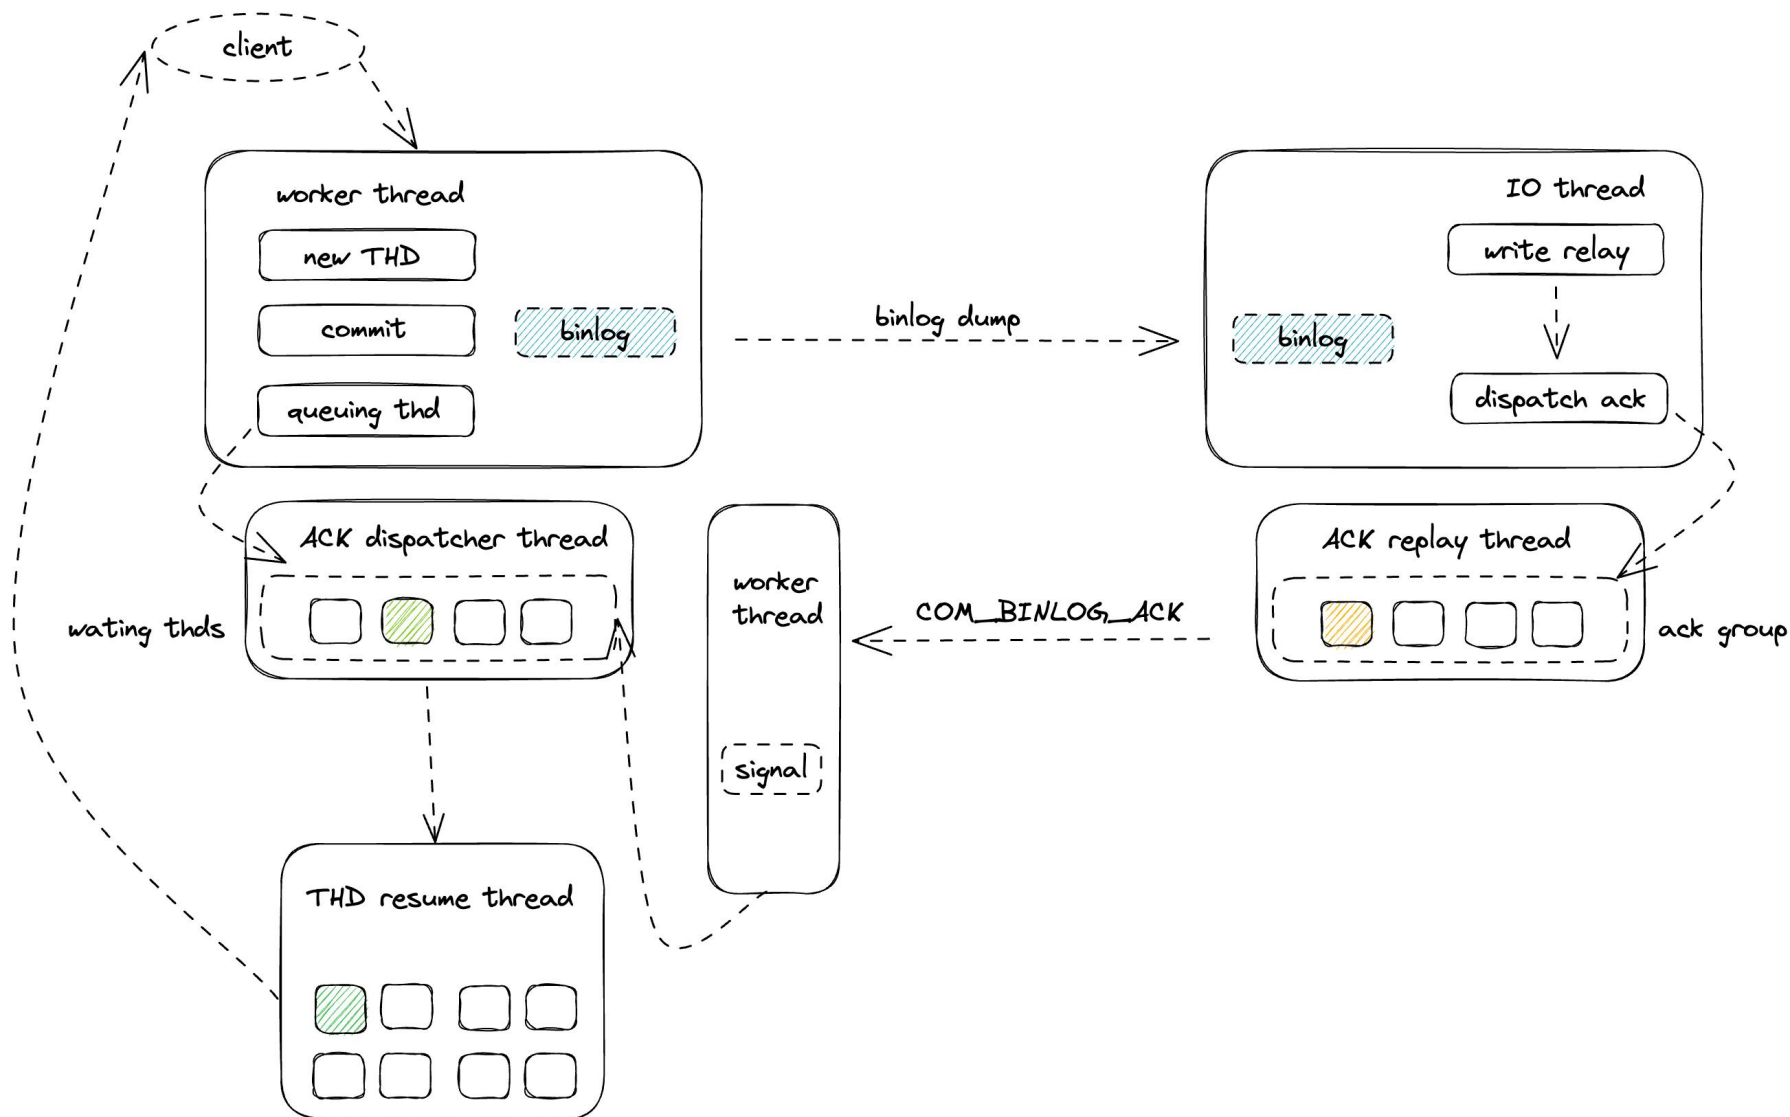 client
worker thread
new THD
commit
queuing thd
binlog
binlog dump
IO thread
write relay
binlog
dispatch ack
ACK dispatcher thread
wating thds
worker
thread
signal
COM_BINLOG_ACK
ACK replay thread
ack group
THD resume thread